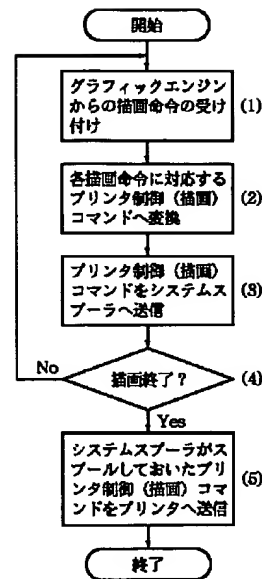 開始
グラフィックエンジン
からの描画命令の受け
付け
(1)
各描画命令に対応する
プリンタ制御（描画）
コマンドへ変換
(2)
プリンタ制御（描画）
コマンドをシステムス
プーラへ送信
(3)
No
描画終了？
(4)
Yes
システムスプーラがス
プールしておいたプリ
ンタ制御（描画）コマ
ンドをプリンタへ送信
(5)
終了